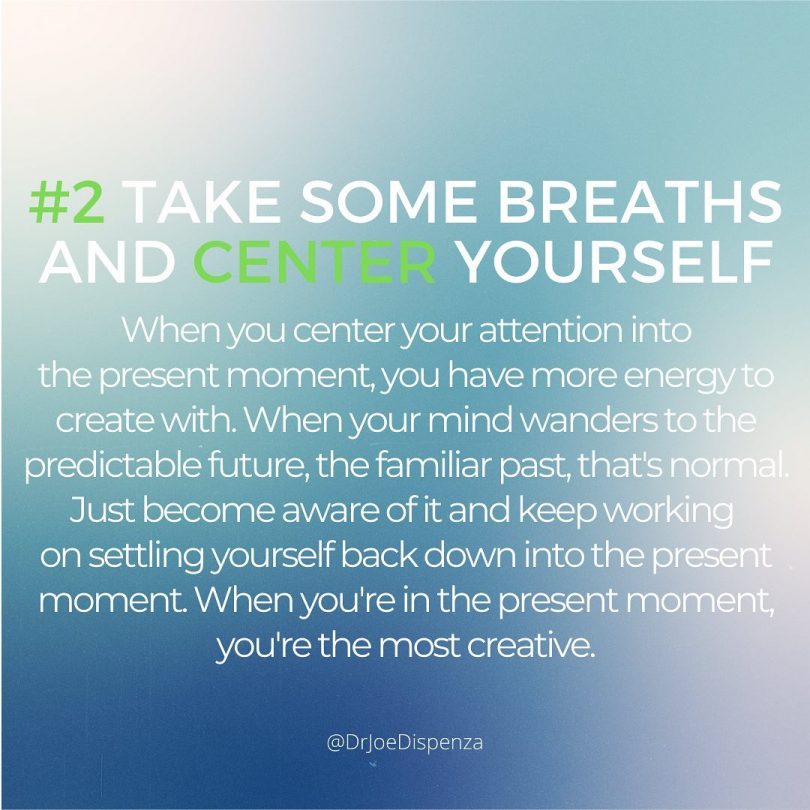 #2 TAKE SOME BREATHS
AND CENTER YOURSELF
When you center your attention into
the present moment, you have more energy to
create with. When your mind wanders to the
predictable future, the familiar past, that's normal.
Just become aware of it and keep working
on settling yourself back down into the present
moment. When you're in the present moment,
you're the most creative.
@DrJoeDispenza